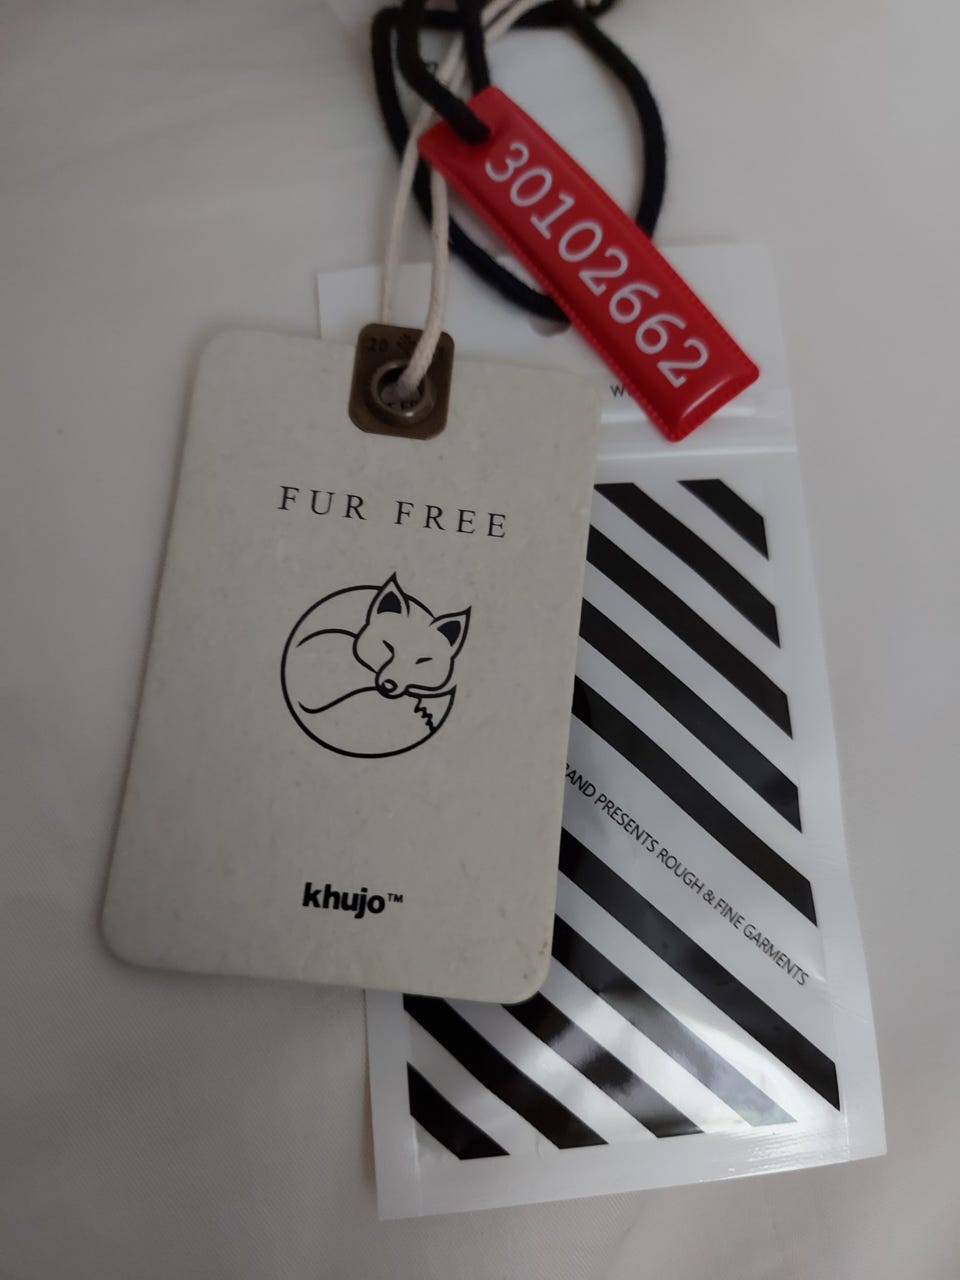 30102662
FUR FREE
khujo™
PRESENTS ROUGH & FINE GARMENTS